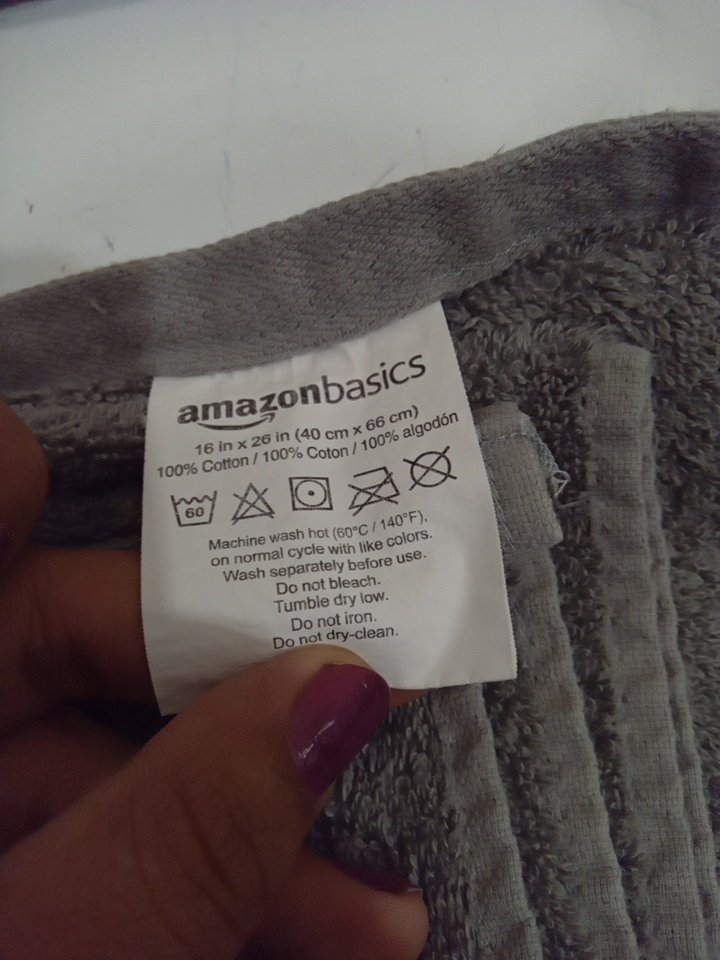 amazonbasics
16 in x 26 in (40 cm x 66 cm)
100% Cotton / 100% Coton / 100% algodón
60
Machine wash hot (60°C / 140°F),
on normal cycle with like colors.
Wash separately before use.
Do not bleach.
Tumble dry low.
Do not iron.
Do not dry-clean.